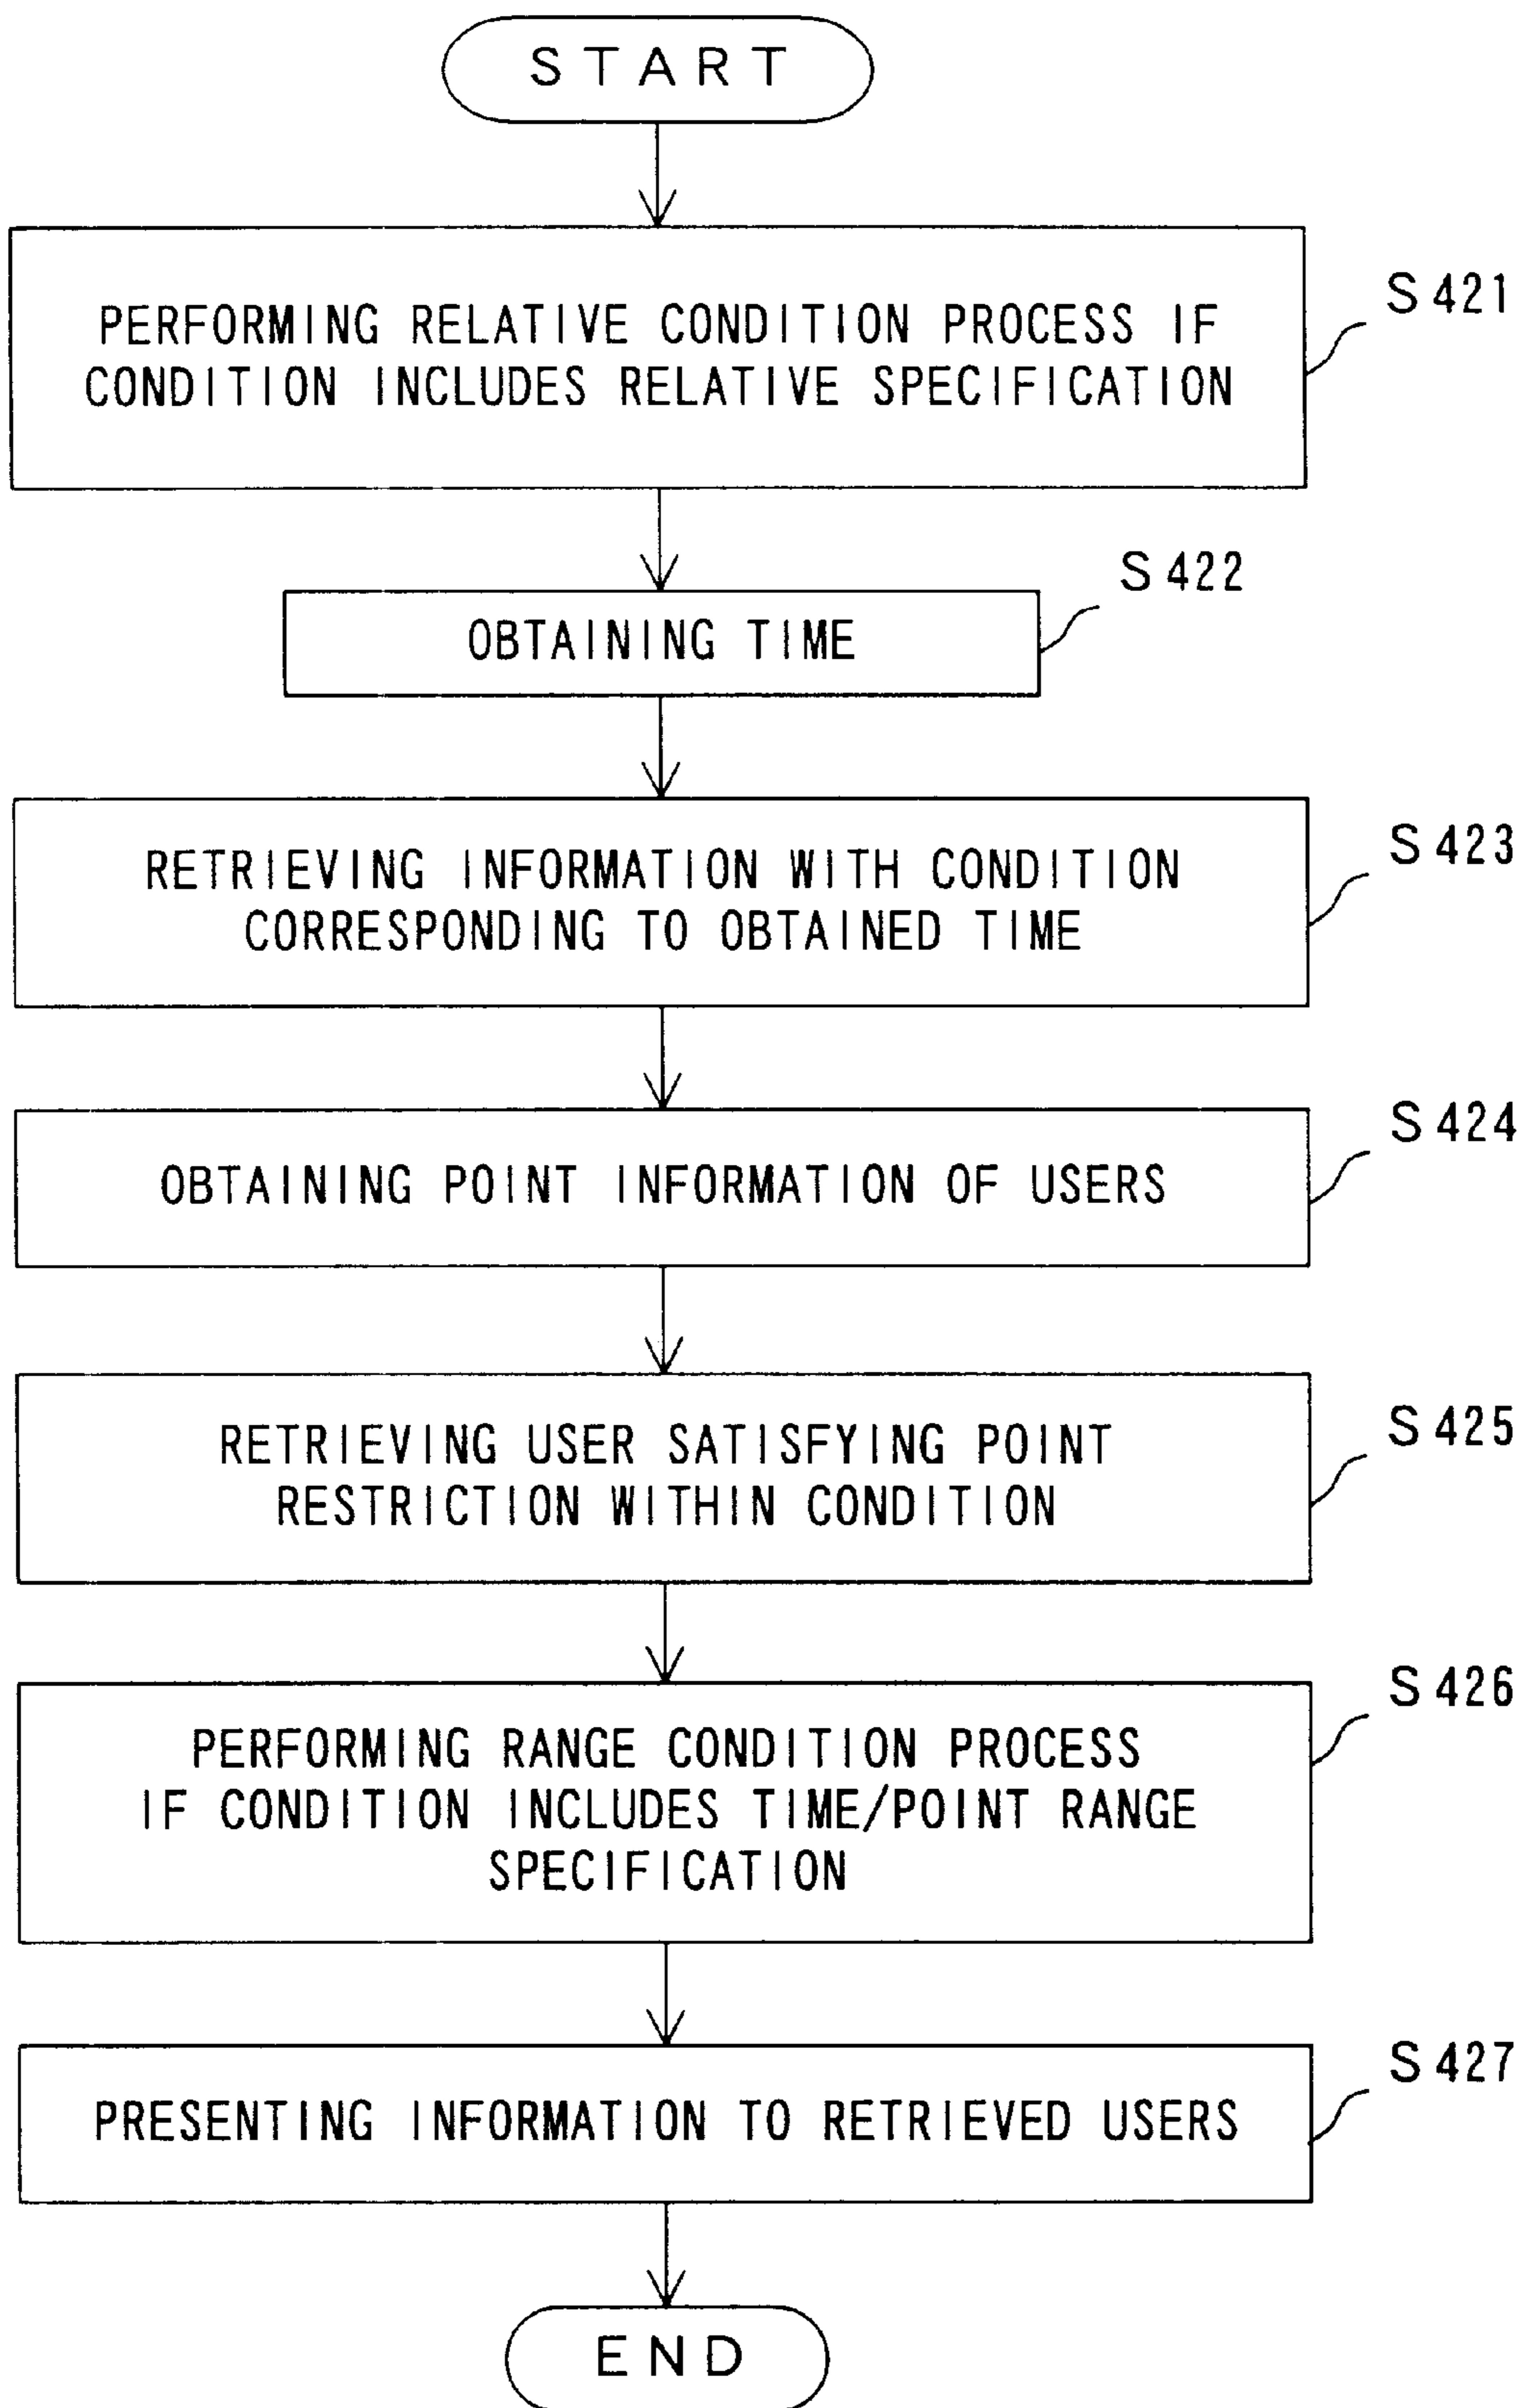 START
PERFORMING RELATIVE CONDITION PROCESS IF
CONDITION INCLUDES RELATIVE SPECIFICATION
S421
OBTAINING TIME
S422
RETRIEVING INFORMATION WITH CONDITION
CORRESPONDING TO OBTAINED TIME
S423
OBTAINING POINT INFORMATION OF USERS
S424
RETRIEVING USER SATISFYING POINT
RESTRICTION WITHIN CONDITION
S425
PERFORMING RANGE CONDITION PROCESS
IF CONDITION INCLUDES TIME/POINT RANGE
SPECIFICATION
S426
PRESENTING INFORMATION TO RETRIEVED USERS
S427
END